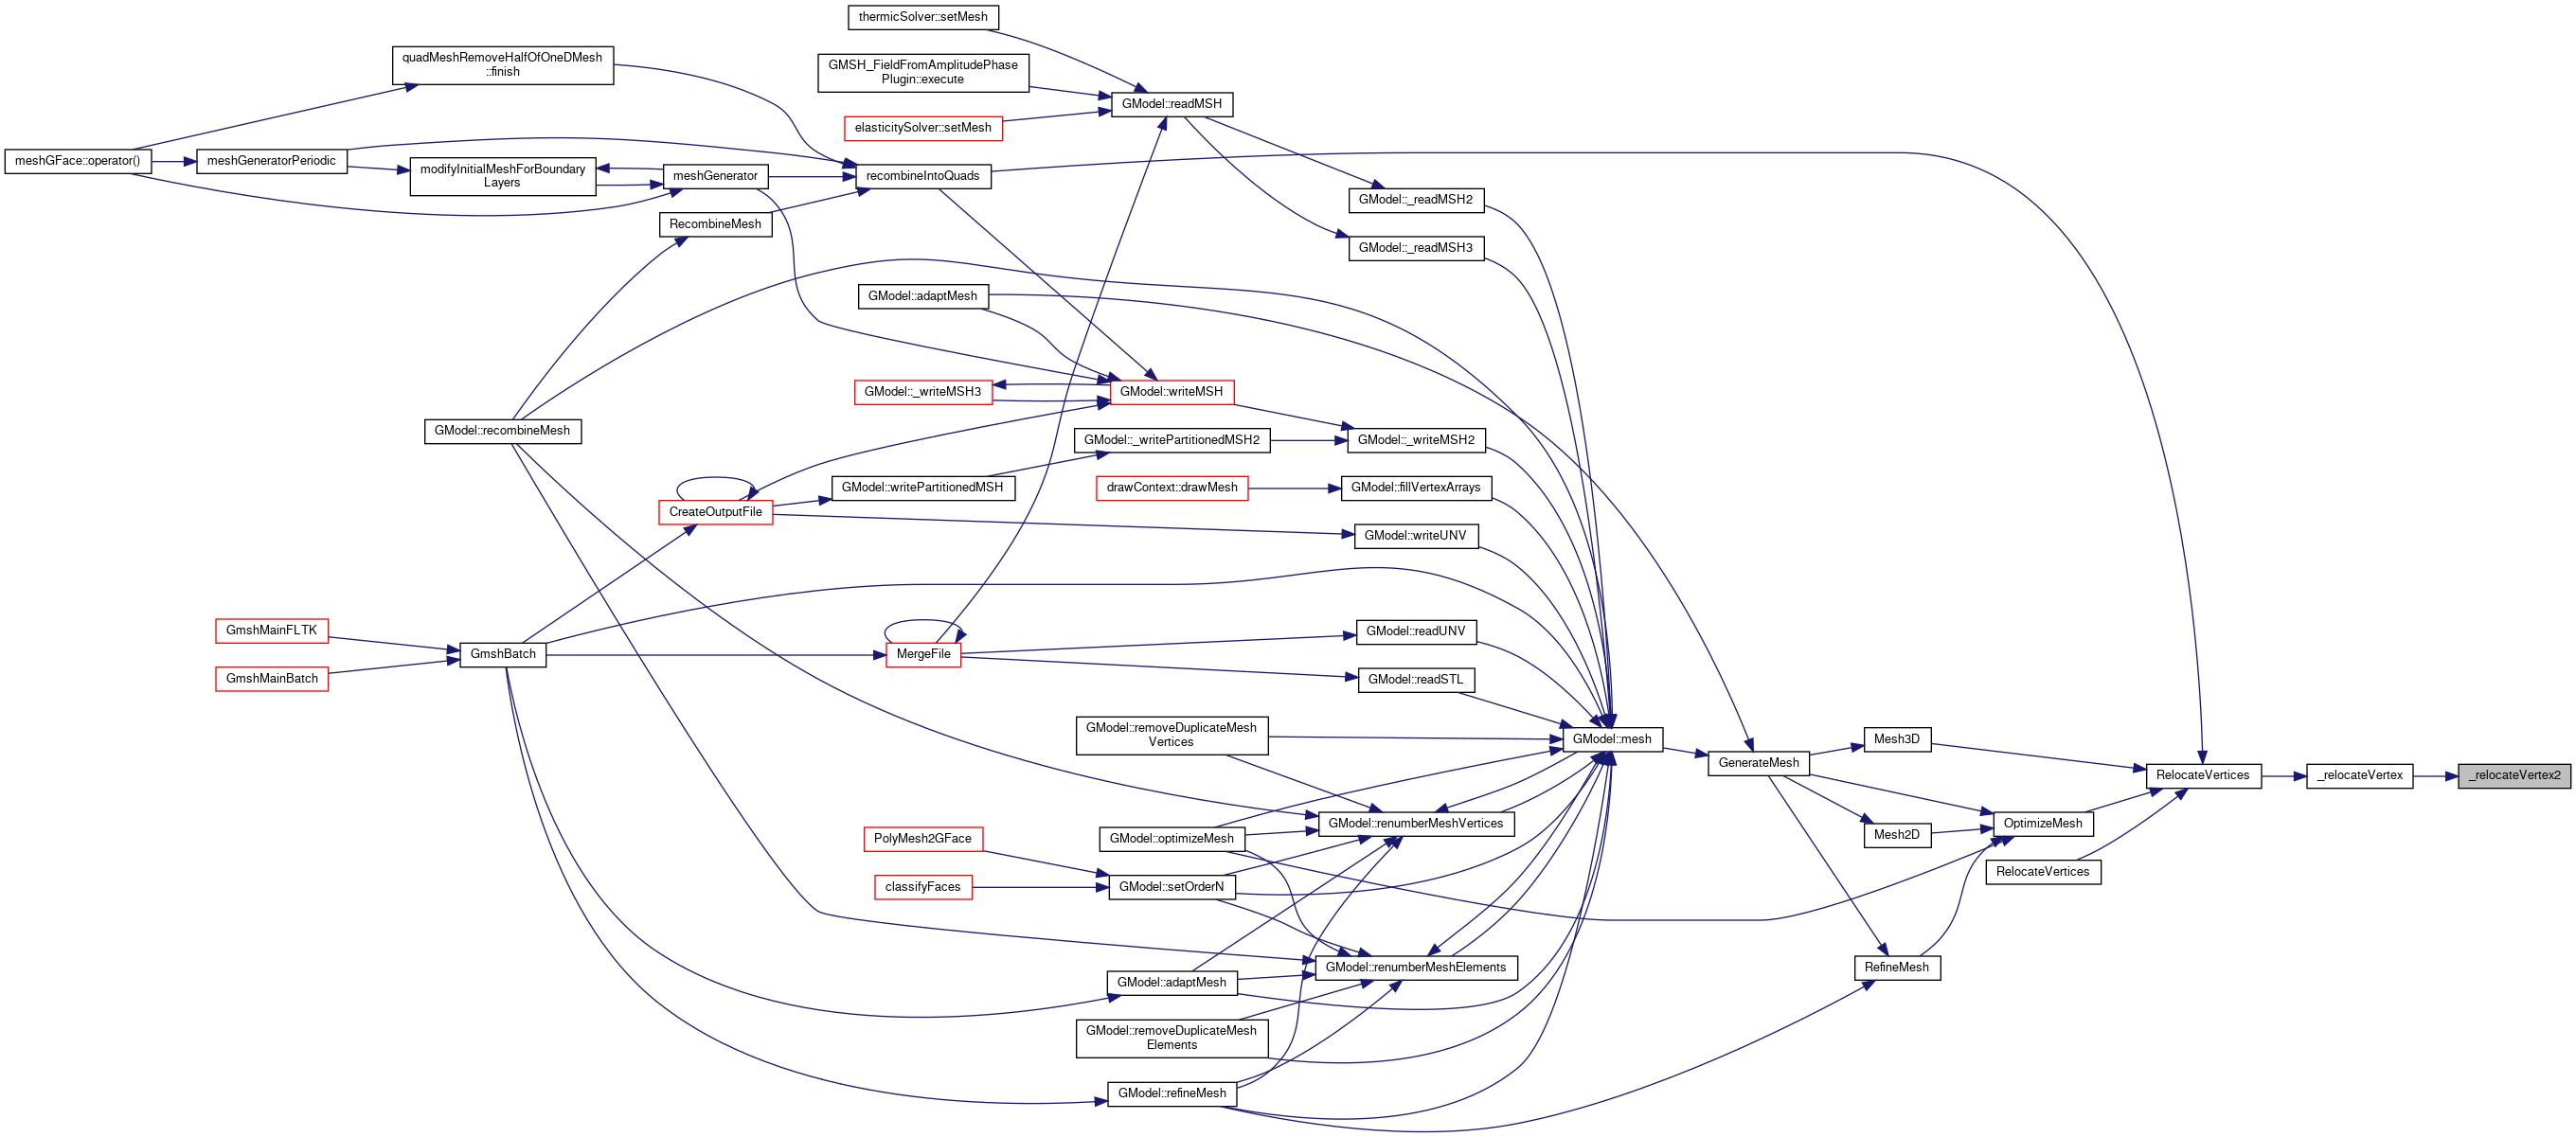 thermicSolver::setMesh
quadMeshRemoveHalfOfOneDMesh
::finish
GMSH_FieldFromAmplitudePhase
Plugin::execute
GModel::readMSH
elasticitySolver::setMesh
meshGFace::operator()
meshGeneratorPeriodic
modifyInitialMeshForBoundary
Layers
meshGenerator
recombineIntoQuads
GModel::_readMSH2
RecombineMesh
GModel::_readMSH3
GModel::adaptMesh
GModel::_writeMSH3
GModel::writeMSH
GModel::recombineMesh
GModel::_writePartitionedMSH2
GModel::_writeMSH2
GModel::writePartitionedMSH
drawContext::drawMesh
GModel::fillVertexArrays
CreateOutputFile
GModel::writeUNV
GmshMainFLTK
GModel::readUNV
GmshBatch
MergeFile
GmshMainBatch
GModel::readSTL
GModel::removeDuplicateMesh
Vertices
GModel::mesh
Mesh3D
GenerateMesh
RelocateVertices
_relocateVertex
_relocateVertex2
GModel::renumberMeshVertices
OptimizeMesh
PolyMesh2GFace
GModel::optimizeMesh
Mesh2D
RelocateVertices
classifyFaces
GModel::setOrderN
GModel::renumberMeshElements
RefineMesh
GModel::adaptMesh
GModel::removeDuplicateMesh
Elements
GModel::refineMesh